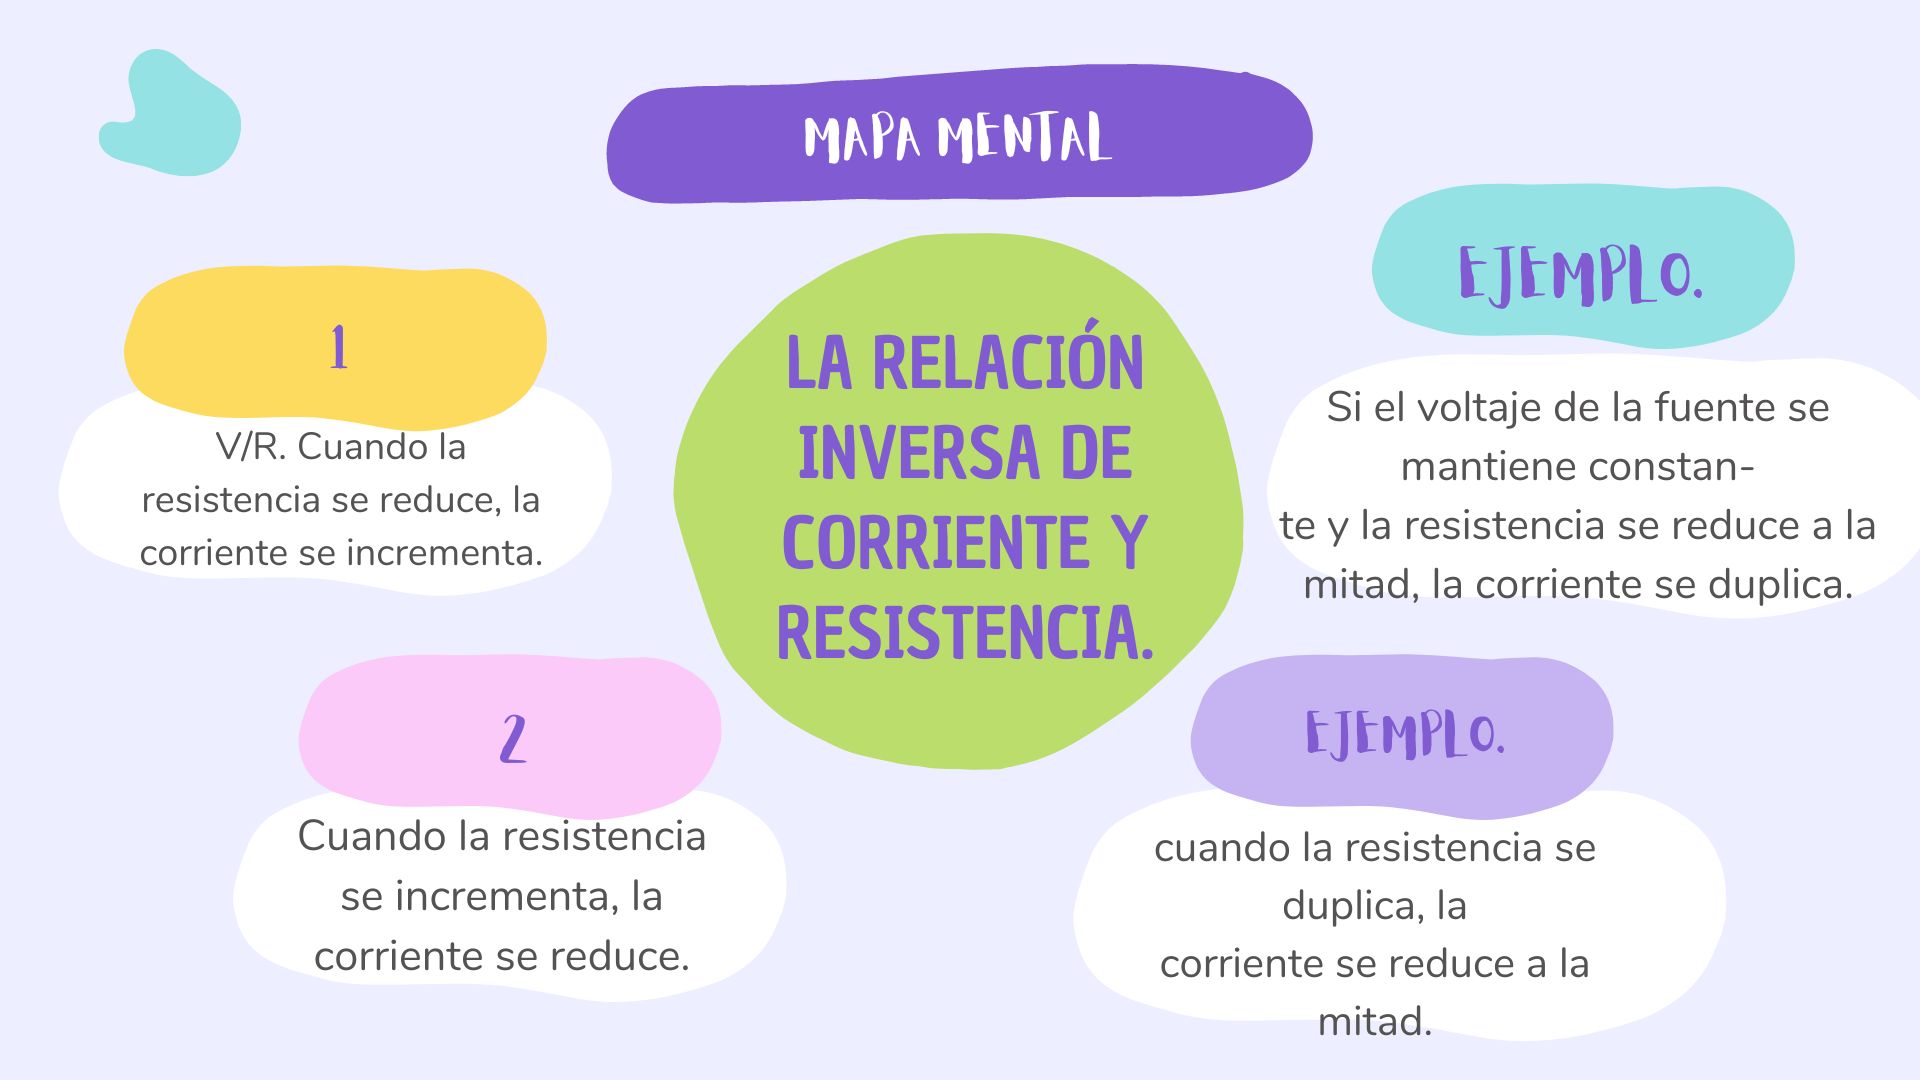 MAPA MENTAL
LA RELACIÓN
INVERSA DE
CORRIENTE Y
RESISTENCIA.
1
V/R. Cuando la
resistencia se reduce, la
corriente se incrementa.
EJEMPLO.
Si el voltaje de la fuente se
mantiene constan-
te y la resistencia se reduce a la
mitad, la corriente se duplica.
2
Cuando la resistencia
se incrementa, la
corriente se reduce.
EJEMPLO.
cuando la resistencia se
duplica, la
corriente se reduce a la
mitad.